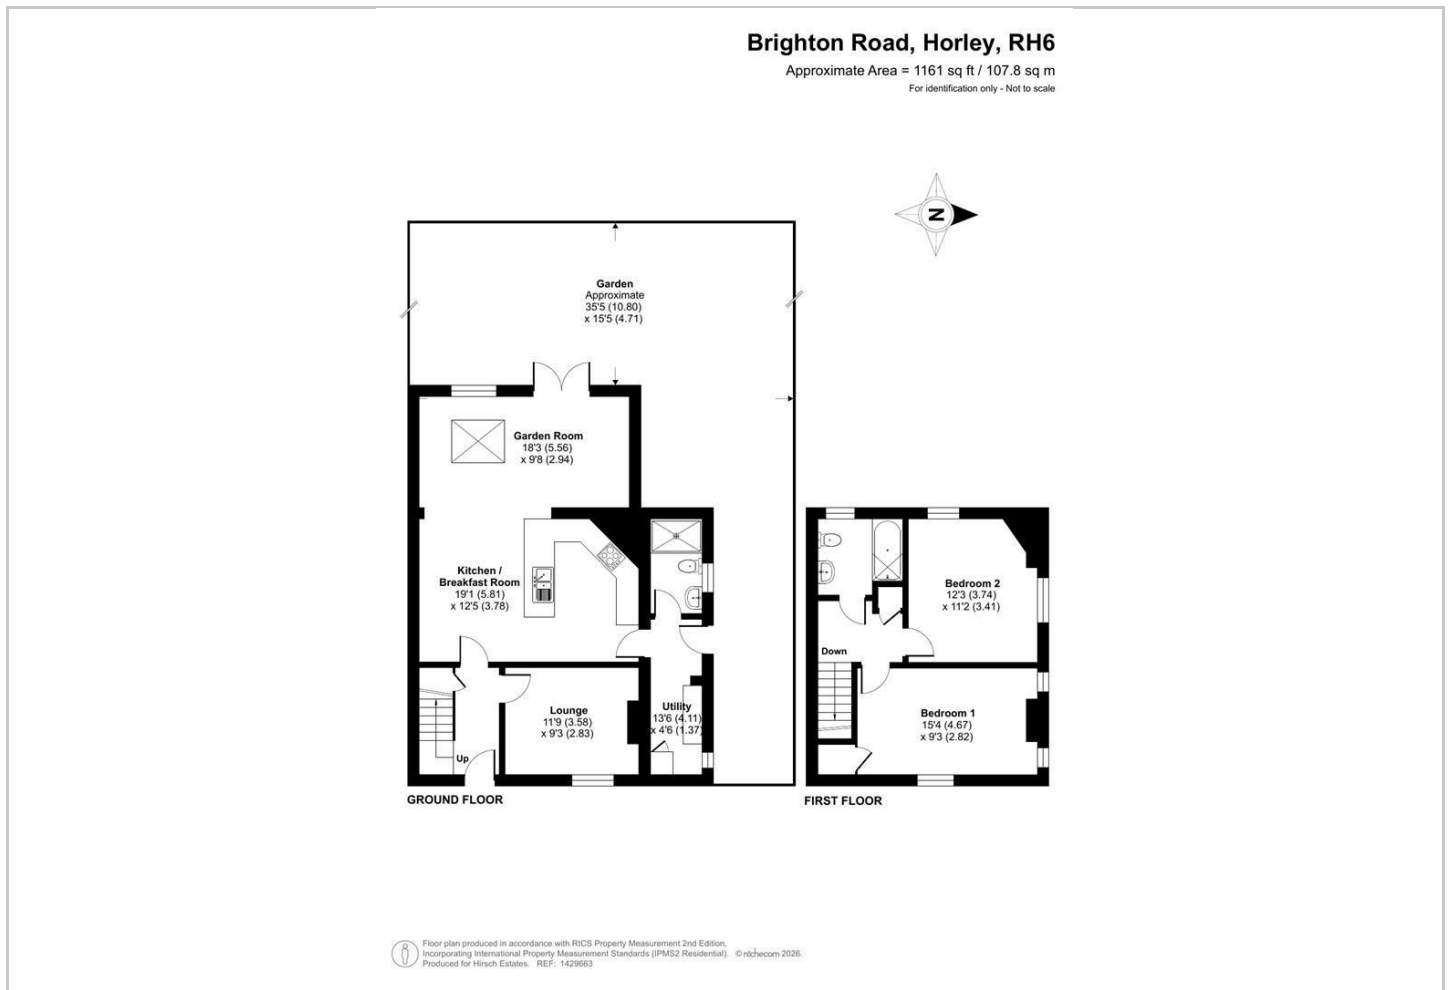 Brighton Road, Horley, RH6
Approximate Area = 1161 sq ft / 107.8 sq m
For identification only - Not to scale
N
Garden
Approximate
35'5 (10.80)
x 15'5 (4.71)
Garden Room
18'3 (5.56)
x 9'8 (2.94)
Kitchen /
Breakfast Room
19'1 (5.81)
x 12'5 (3.78)
Lounge
11'9 (3.58)
x 9'3 (2.83)
Utility
13'6 (4.11)
x 4'6 (1.37)
Up
GROUND FLOOR
Bedroom 2
12'3 (3.74)
x 11'2 (3.41)
Down
Bedroom 1
15'4 (4.67)
x 9'3 (2.82)
FIRST FLOOR
Floor plan produced in accordance with RICS Property Measurement 2nd Edition,
Incorporating International Property Measurement Standards (IPMS2 Residential). © ntchecom 2026.
Produced for Hirsch Estates. REF: 1429663